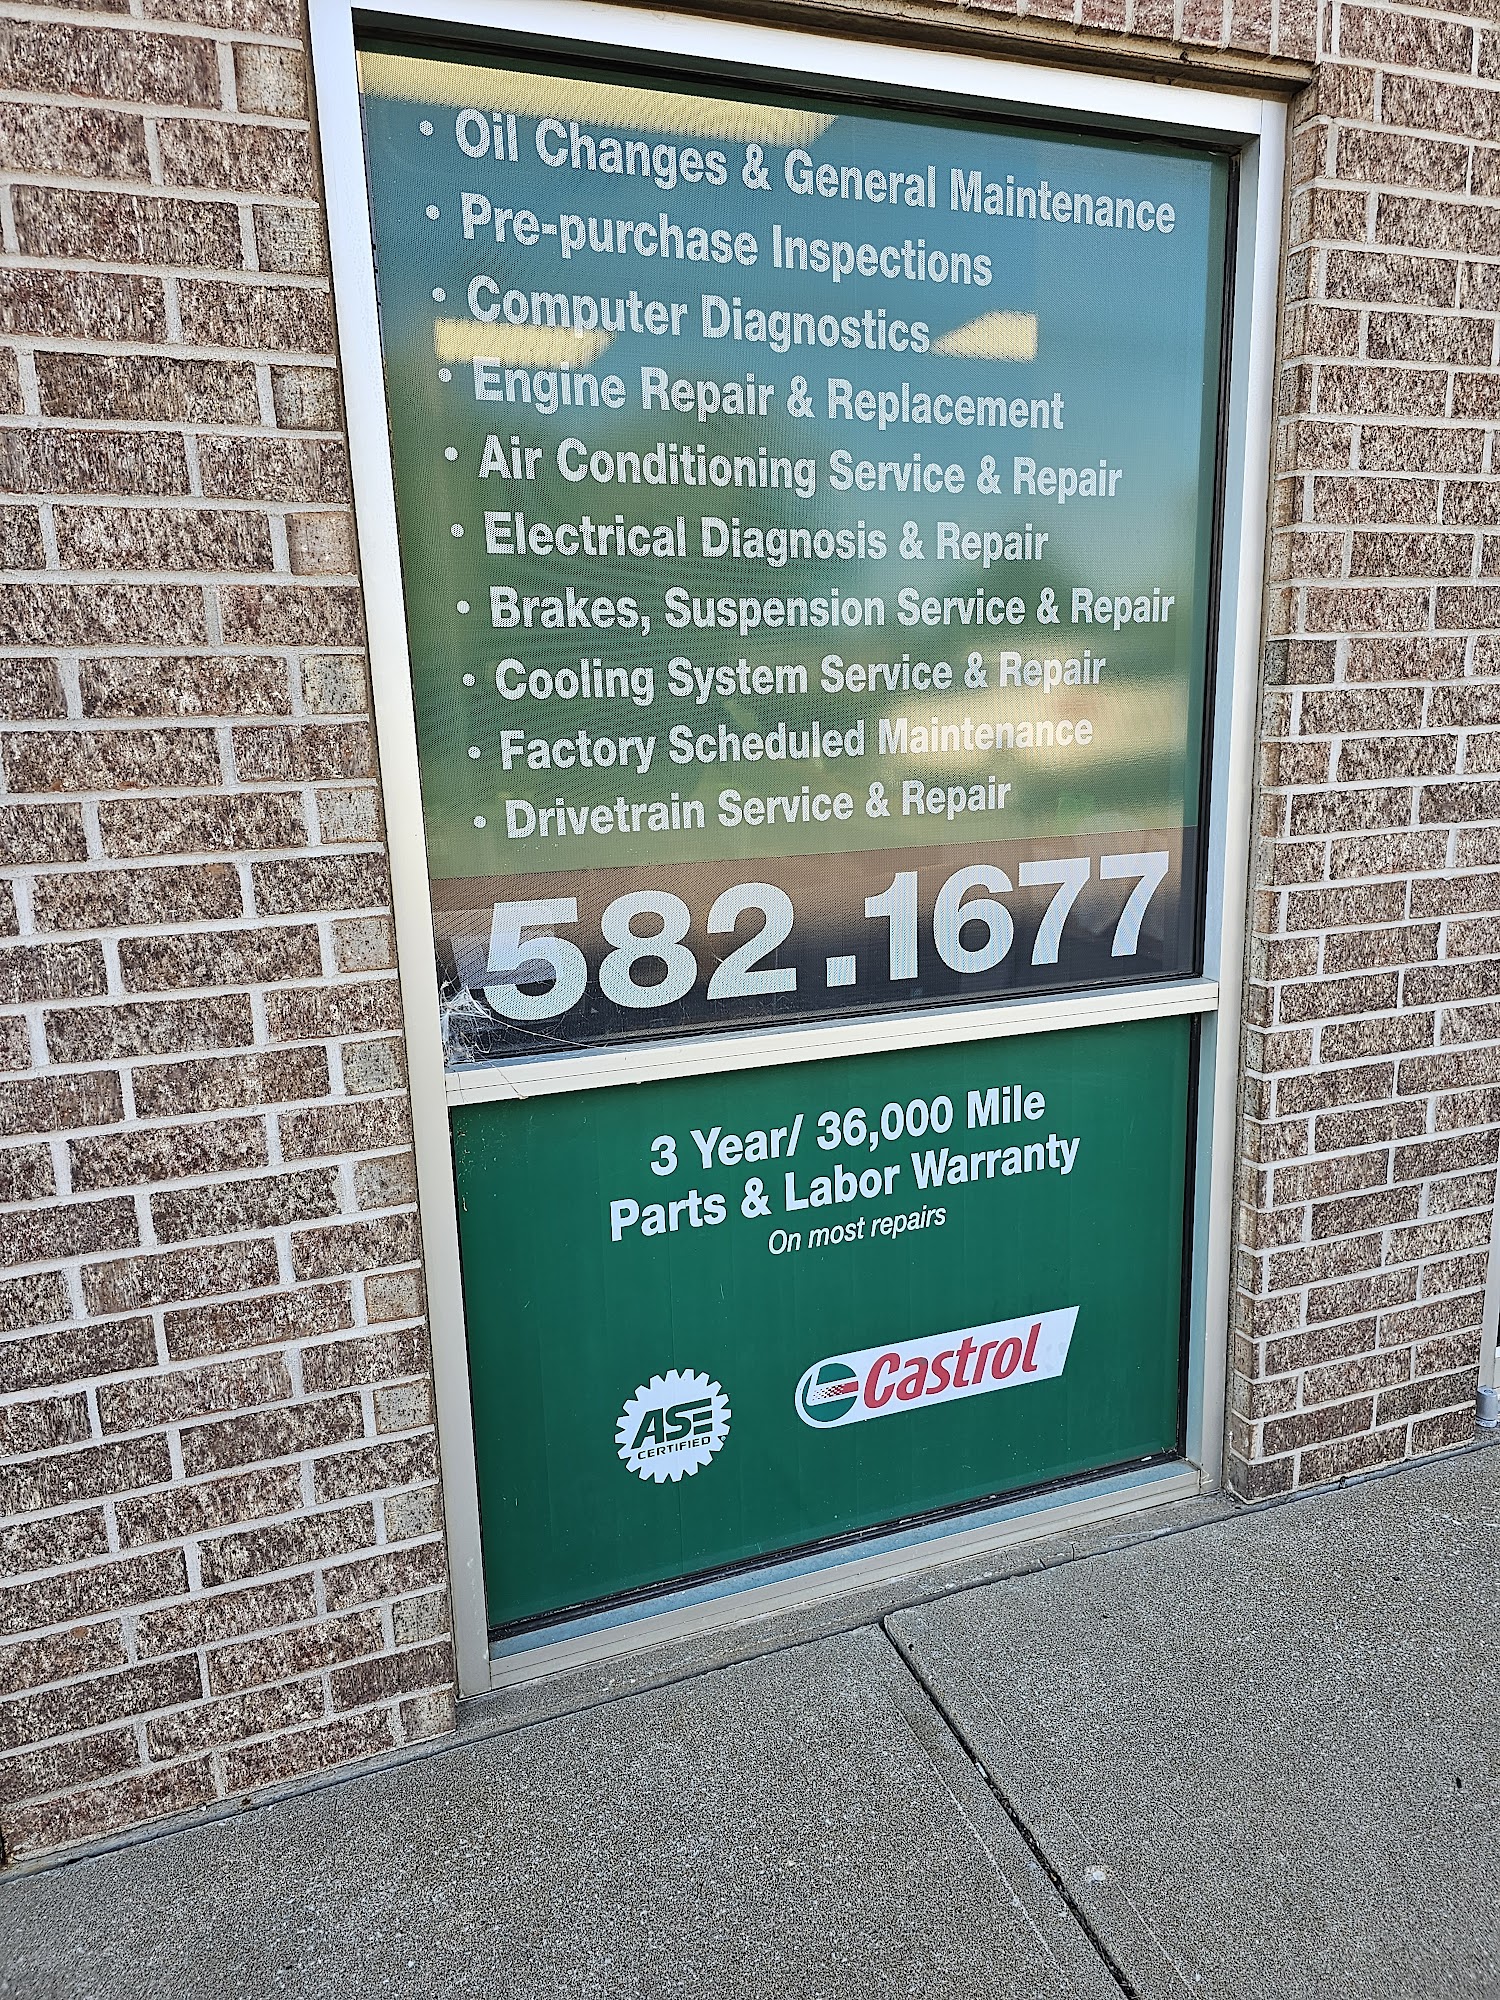 • Oil Changes & General Maintenance
• Pre-purchase Inspections
• Computer Diagnostics
• Engine Repair & Replacement
• Air Conditioning Service & Repair
• Electrical Diagnosis & Repair
• Brakes, Suspension Service & Repair
• Cooling System Service & Repair
• Factory Scheduled Maintenance
• Drivetrain Service & Repair
582.1677
3 Year/ 36,000 Mile
Parts & Labor Warranty
On most repairs
Castrol
ASE
CERTIFIED